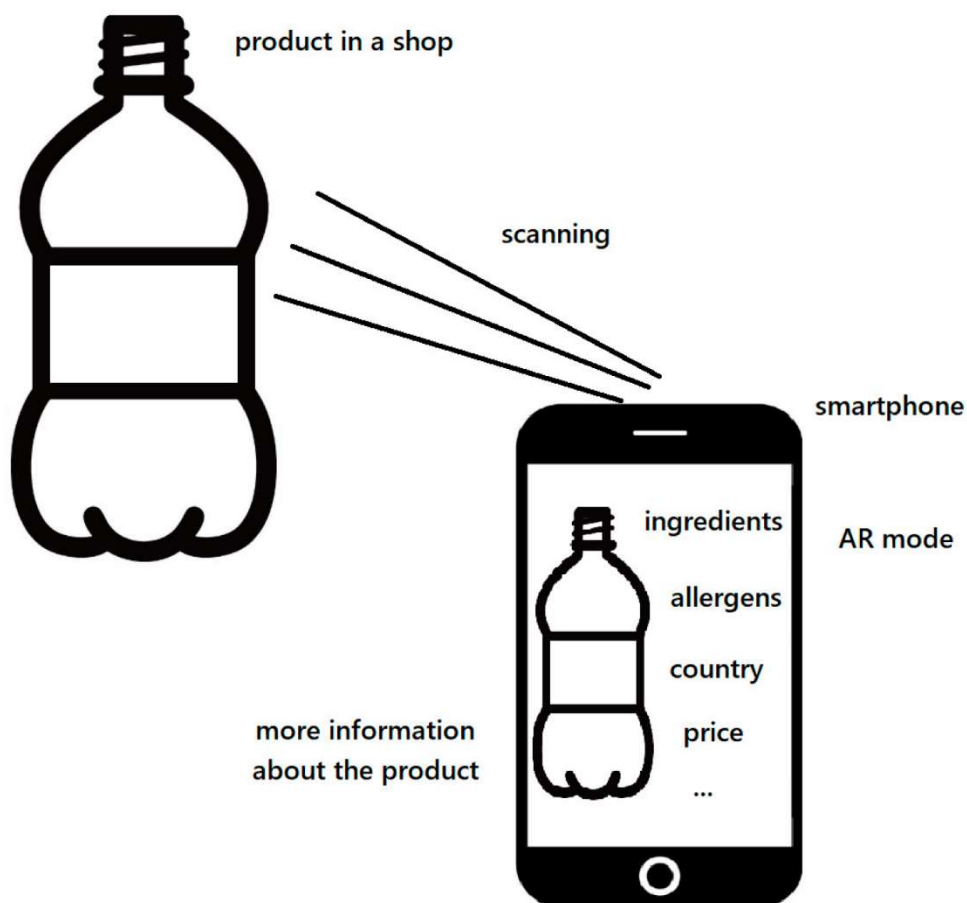 product in a shop
scanning
smartphone
AR mode
ingredients
allergens
country
price
...
more information
about the product